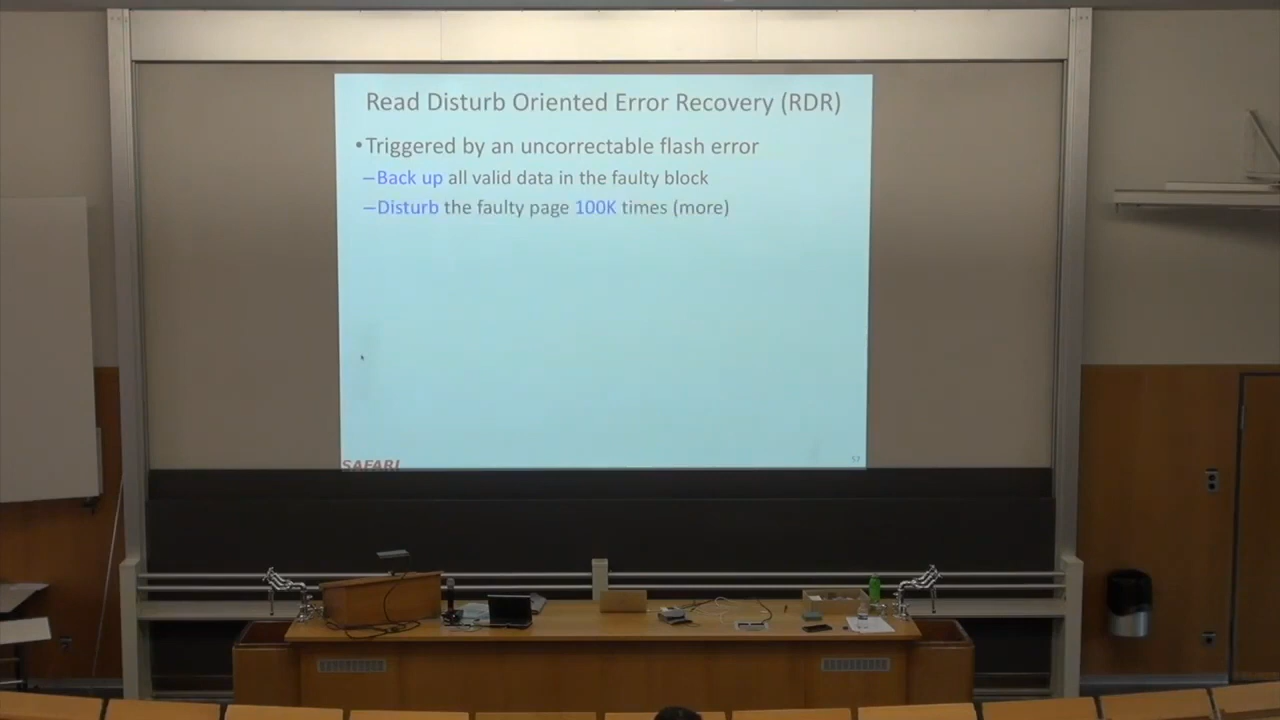 Read Disturb Oriented Error Recovery (RDR)
•Triggered by an uncorrectable flash error
–Back up all valid data in the faulty block
–Disturb the faulty page 100K times (more)
SAFARI
57